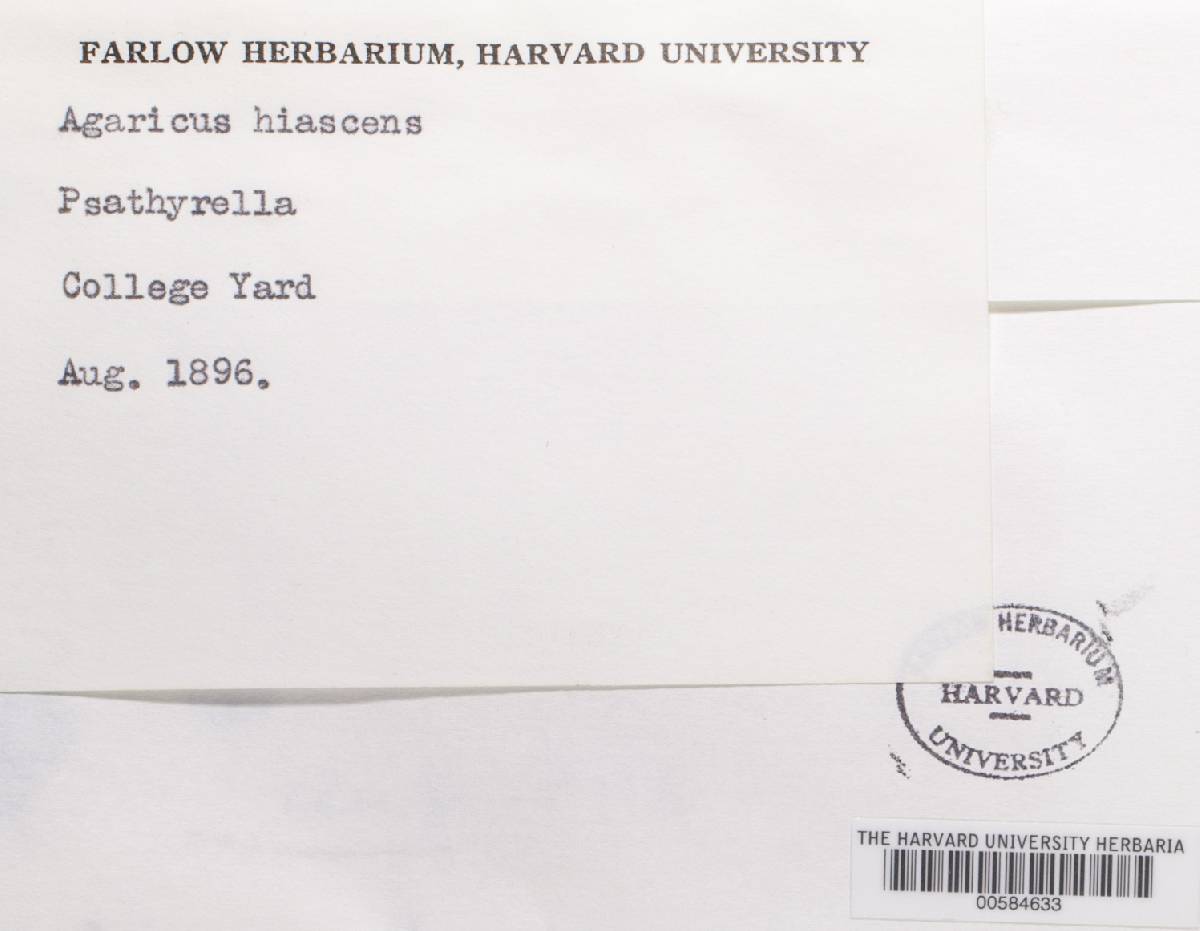 FARLOW HERBARIUM, HARVARD UNIVERSITY
Agaricus hiascens
Psathyrella
College Yard
Aug. 1896.
HERBARIUM
HARVARD
UNIVERSITY
THE HARVARD UNIVERSITY HERBARIA
00584633